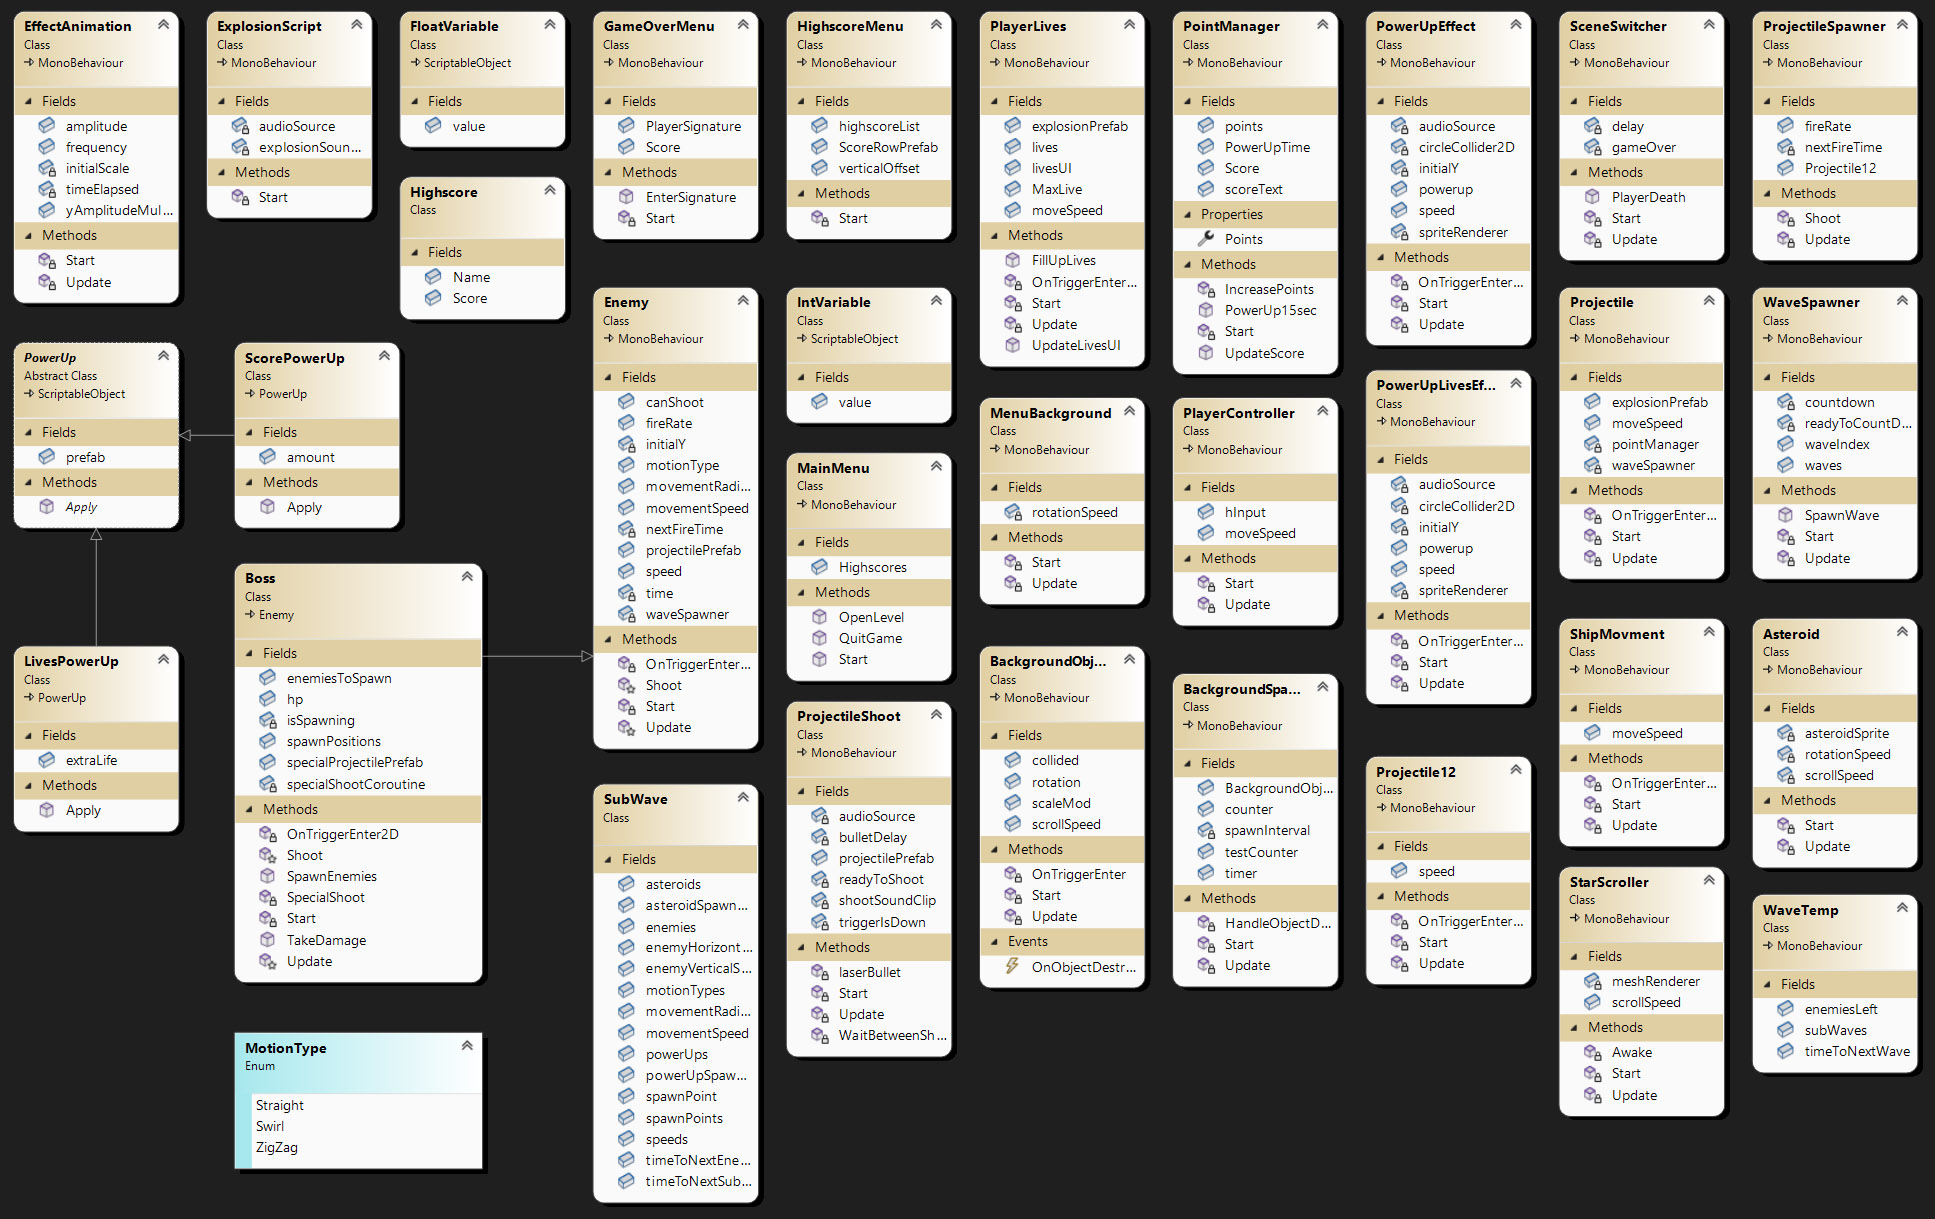 EffectAnimation
Class
MonoBehaviour
Fields
amplitude
frequency
initialScale
timeElapsed
yAmplitudeMul...
Methods
Start
Update
ExplosionScript
Class
MonoBehaviour
Fields
audioSource
explosionSoun...
Methods
Start
FloatVariable
Class
ScriptableObject
Fields
value
Highscore
Class
Fields
Name
Score
GameOverMenu
Class
MonoBehaviour
Fields
PlayerSignature
Score
Methods
EnterSignature
Start
HighscoreMenu
Class
MonoBehaviour
Fields
highscoreList
ScoreRowPrefab
verticalOffset
Methods
Start
PlayerLives
Class
MonoBehaviour
Fields
explosionPrefab
lives
livesUI
MaxLive
moveSpeed
Methods
FillUpLives
OnTriggerEnter...
Start
Update
UpdateLivesUI
PointManager
Class
MonoBehaviour
Fields
points
PowerUpTime
Score
scoreText
Properties
Points
Methods
IncreasePoints
PowerUp15sec
Start
UpdateScore
PowerUpEffect
Class
MonoBehaviour
Fields
audioSource
circleCollider2D
initialY
powerup
speed
spriteRenderer
Methods
OnTriggerEnter...
Start
Update
SceneSwitcher
Class
MonoBehaviour
Fields
delay
gameOver
Methods
PlayerDeath
Start
Update
ProjectileSpawner
Class
MonoBehaviour
Fields
fireRate
nextFireTime
Projectile12
Methods
Shoot
Update
PowerUp
Abstract Class
ScriptableObject
Fields
prefab
Methods
Apply
ScorePowerUp
Class
PowerUp
Fields
amount
Methods
Apply
LivesPowerUp
Class
PowerUp
Fields
extraLife
Methods
Apply
Boss
Class
Enemy
Fields
enemiesToSpawn
hp
isSpawning
spawnPositions
specialProjectilePrefab
specialShootCoroutine
Methods
OnTriggerEnter2D
Shoot
SpawnEnemies
SpecialShoot
Start
TakeDamage
Update
MotionType
Enum
Straight
Swirl
ZigZag
Enemy
Class
MonoBehaviour
Fields
canShoot
fireRate
initialY
motionType
movementRadi...
movementSpeed
nextFireTime
projectilePrefab
speed
time
waveSpawner
Methods
OnTriggerEnter...
Shoot
Start
Update
SubWave
Class
Fields
asteroids
asteroidSpawn...
enemies
enemyHorizont...
enemyVerticalS...
motionTypes
movementRadi...
movementSpeed
powerUps
powerUpSpaw...
spawnPoint
spawnPoints
speeds
timeToNextEne...
timeToNextSub...
IntVariable
Class
ScriptableObject
Fields
value
MainMenu
Class
MonoBehaviour
Fields
Highscores
Methods
OpenLevel
QuitGame
Start
ProjectileShoot
Class
MonoBehaviour
Fields
audioSource
bulletDelay
projectilePrefab
readyToShoot
shootSoundClip
triggerIsDown
Methods
laserBullet
Start
Update
WaitBetweenSh...
MenuBackground
Class
MonoBehaviour
Fields
rotationSpeed
Methods
Start
Update
BackgroundObj...
Class
MonoBehaviour
Fields
collided
rotation
scaleMod
scrollSpeed
Methods
OnTriggerEnter
Start
Update
Events
OnObjectDestr...
PlayerController
Class
MonoBehaviour
Fields
hInput
moveSpeed
Methods
Start
Update
BackgroundSpa...
Class
MonoBehaviour
Fields
BackgroundObj...
counter
spawnInterval
testCounter
timer
Methods
HandleObjectD...
Start
Update
PowerUpLivesEf...
Class
MonoBehaviour
Fields
audioSource
circleCollider2D
initialY
powerup
speed
spriteRenderer
Methods
OnTriggerEnter...
Start
Update
Projectile12
Class
MonoBehaviour
Fields
speed
Methods
OnTriggerEnter...
Start
Update
Projectile
Class
MonoBehaviour
Fields
explosionPrefab
moveSpeed
pointManager
waveSpawner
Methods
OnTriggerEnter...
Start
Update
ShipMovment
Class
MonoBehaviour
Fields
moveSpeed
Methods
OnTriggerEnter...
Start
Update
StarScroller
Class
MonoBehaviour
Fields
meshRenderer
scrollSpeed
Methods
Awake
Start
Update
WaveSpawner
Class
MonoBehaviour
Fields
countdown
readyToCountD...
waveIndex
waves
Methods
SpawnWave
Start
Update
Asteroid
Class
MonoBehaviour
Fields
asteroidSprite
rotationSpeed
scrollSpeed
Methods
Start
Update
WaveTemp
Class
MonoBehaviour
Fields
enemiesLeft
subWaves
timeToNextWave